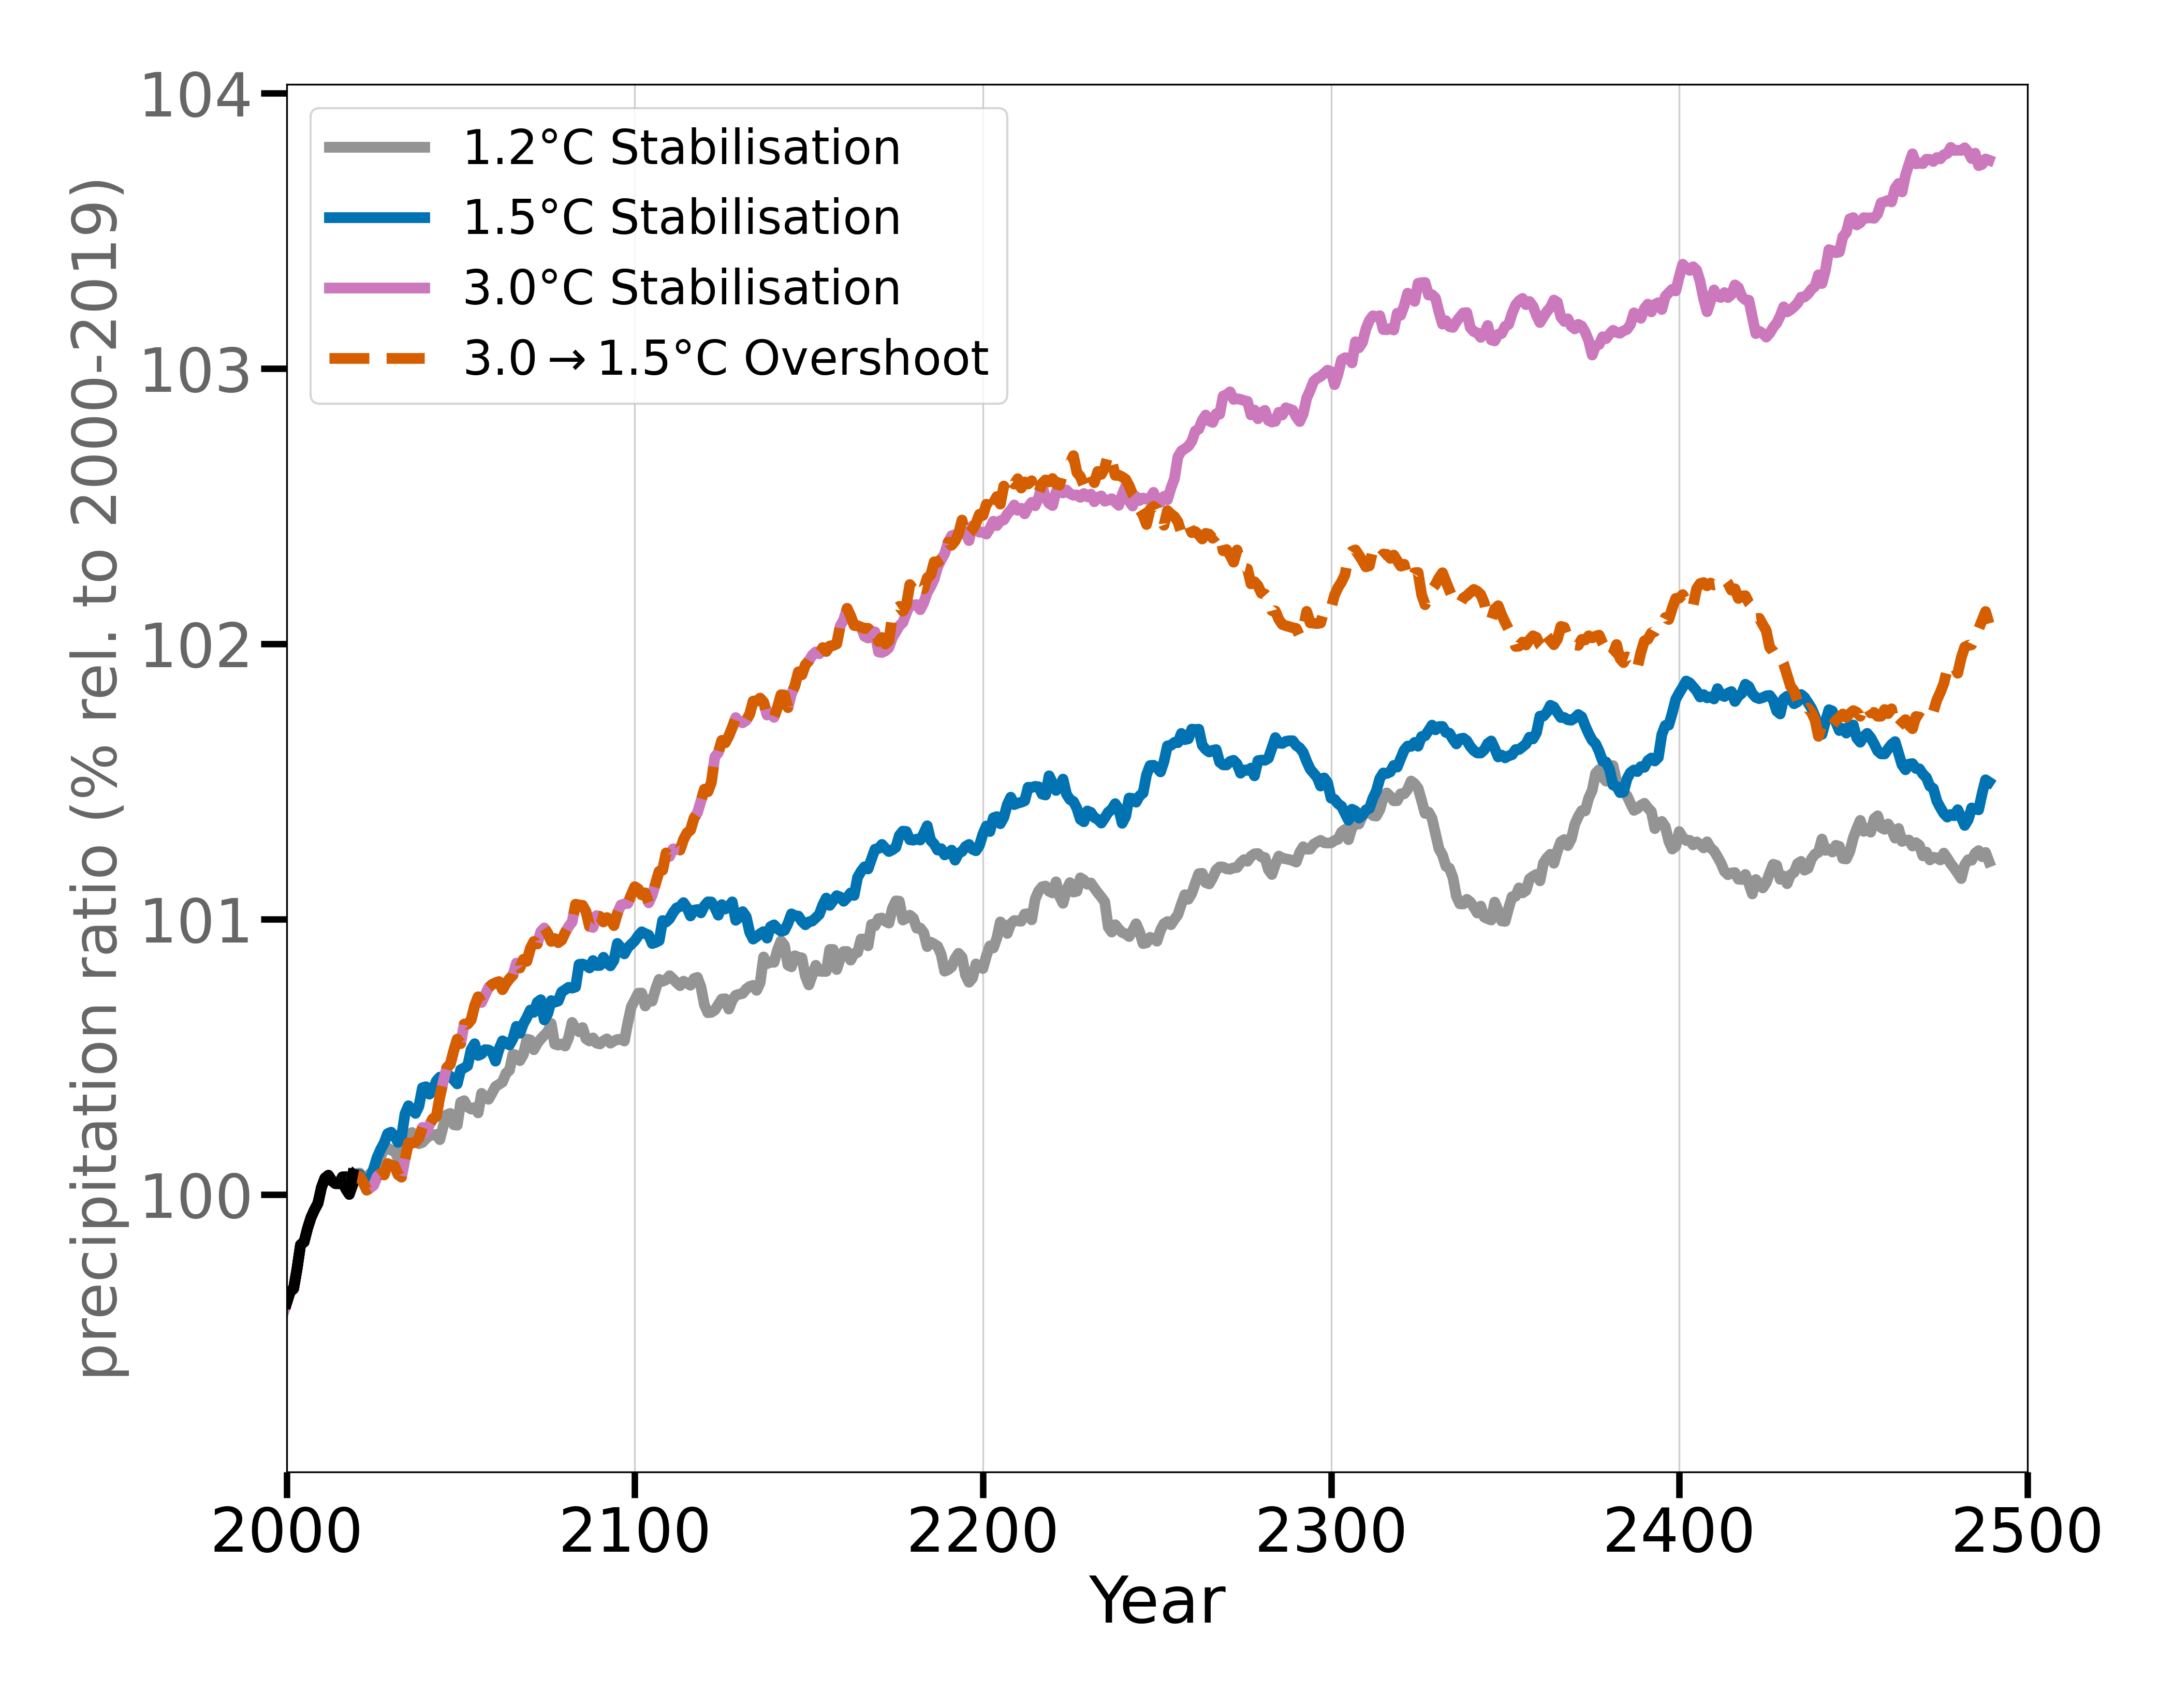 precipitation ratio (% rel. to 2000-2019)
104
103
102
101
100
1.2°C Stabilisation
1.5°C Stabilisation
3.0°C Stabilisation
3.0→1.5°C Overshoot
2000 2100 2200 2300 2400 2500
Year